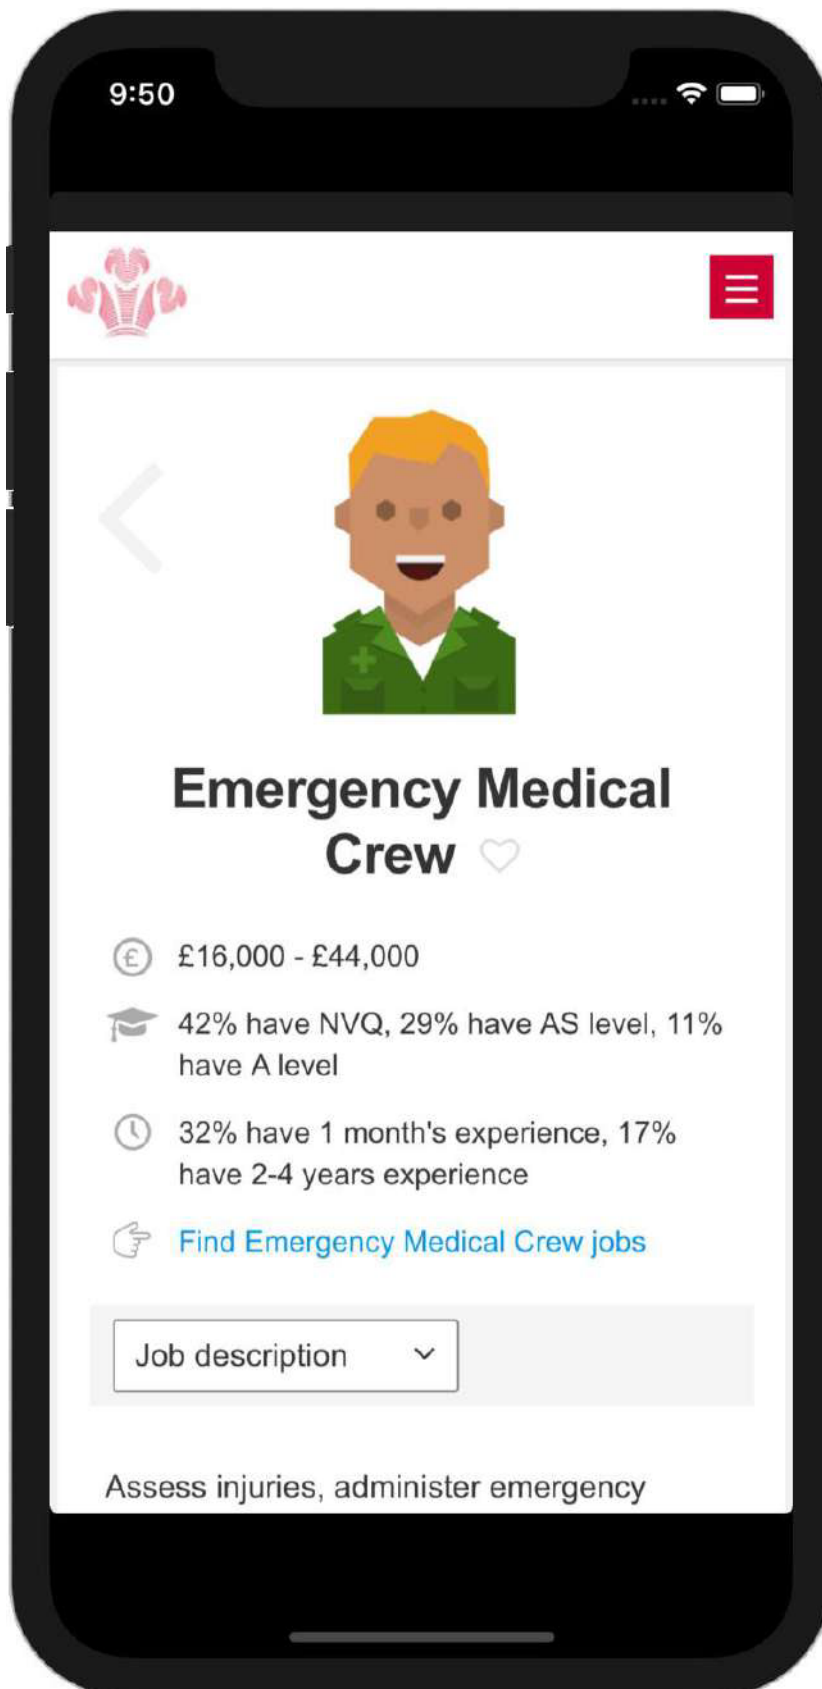 9:50
Emergency Medical
Crew
£16,000 - £44,000
42% have NVQ, 29% have AS level, 11%
have A level
32% have 1 month's experience, 17%
have 2-4 years experience
Find Emergency Medical Crew jobs
Job description
Assess injuries, administer emergency